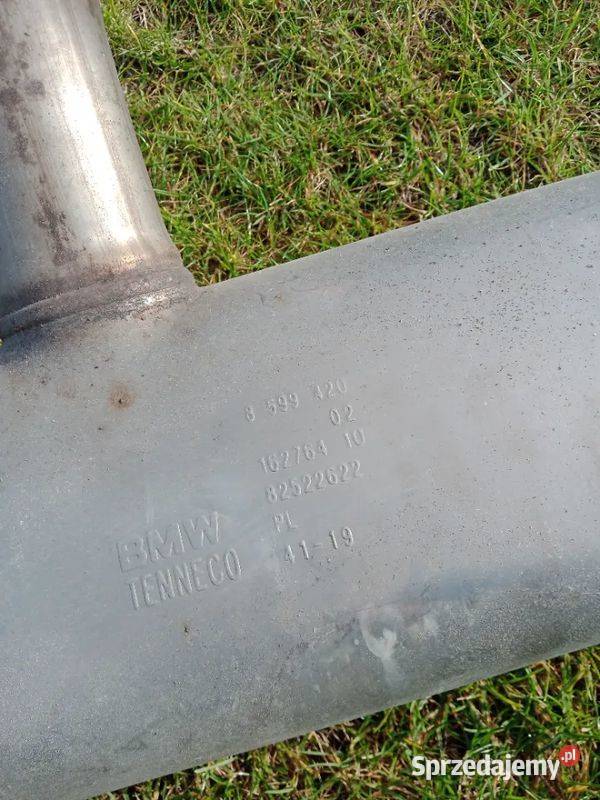 8 599 420
02
162764 10
82522622
PL
41-19
BMW
TENNECO
Sprzedajemy.pl